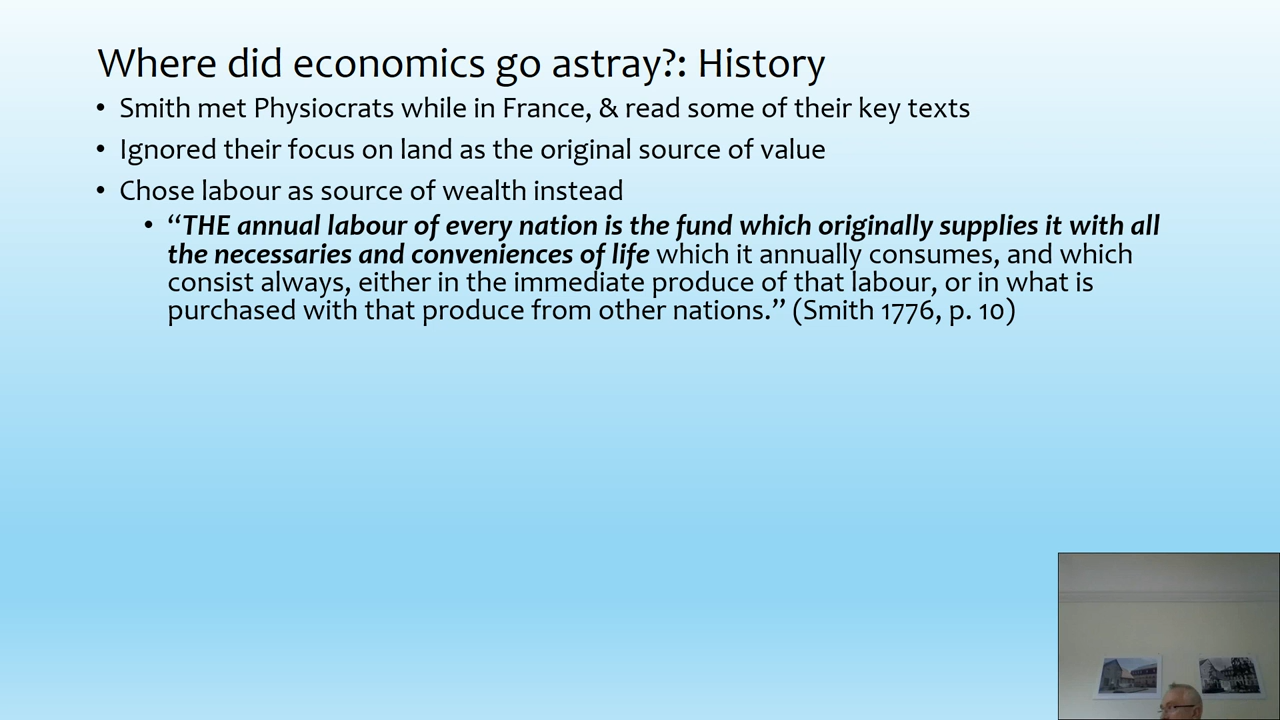 Where did economics go astray?: History
• Smith met Physiocrats while in France, & read some of their key texts
• Ignored their focus on land as the original source of value
• Chose labour as source of wealth instead
• “THE annual labour of every nation is the fund which originally supplies it with all
the necessaries and conveniences of life which it annually consumes, and which
consist always, either in the immediate produce of that labour, or in what is
purchased with that produce from other nations.” (Smith 1776, p. 10)